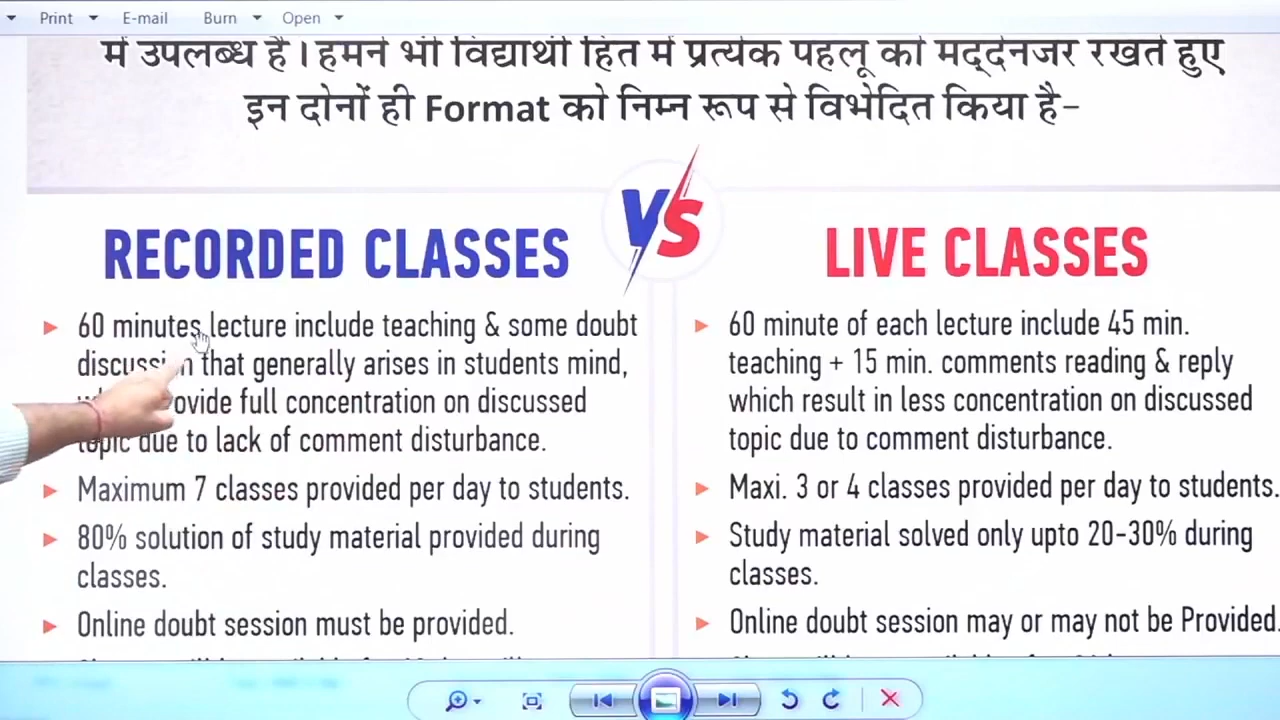 Print E-mail Burn Open
में उपलब्ध है। हमने भी विद्यार्थी हित में प्रत्येक पहलू को मद्देनजर रखते हुए
इन दोनों ही Format को निम्न रूप से विभेदित किया है-
VS
RECORDED CLASSES
60 minutes lecture include teaching & some doubt
that generally arises in students mind,
full concentration on discussed
topic due to lack of comment disturbance.
Maximum 7 classes provided per day to students.
80% solution of study material provided during
classes.
Online doubt session must be provided.
LIVE CLASSES
60 minute of each lecture include 45 min.
teaching + 15 min. comments reading & reply
which result in less concentration on discussed
topic due to comment disturbance.
Maxi. 3 or 4 classes provided per day to students.
Study material solved only upto 20-30% during
classes.
Online doubt session may or may not be Provided.